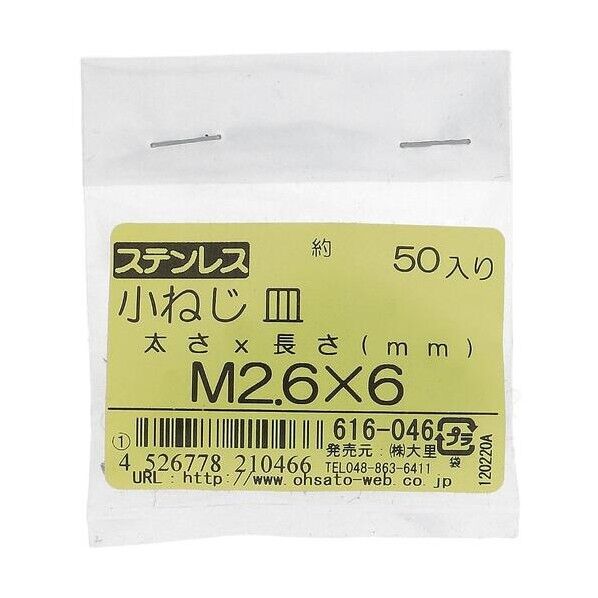 ステンレス 約 50入り
小ねじ 皿
太さx長さ(mm)
M2.6×6
① 616-046 プラ
発売元:㈱大里 袋
4 526778 210466 TEL048-863-6411
URL:http://www.ohsato-web.co.jp
120220A